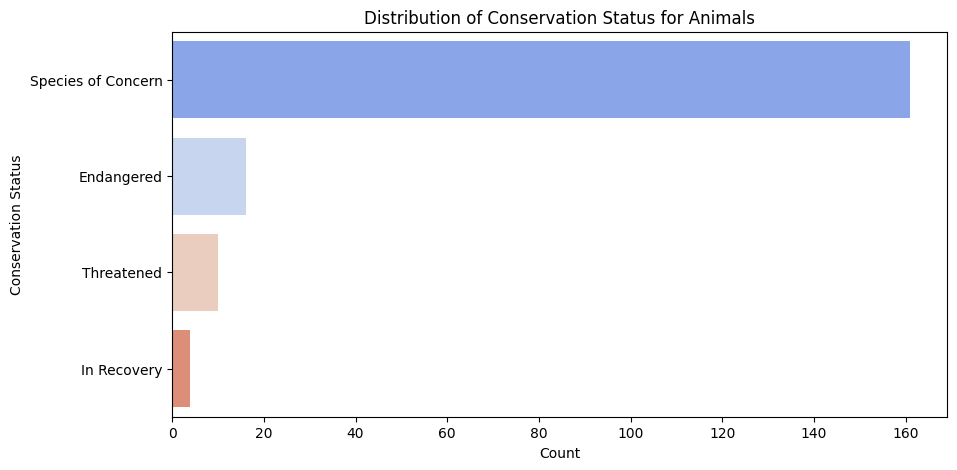 Distribution of Conservation Status for Animals
Conservation Status
Species of Concern
Endangered
Threatened
In Recovery
0 20 40 60 80 100 120 140 160
Count